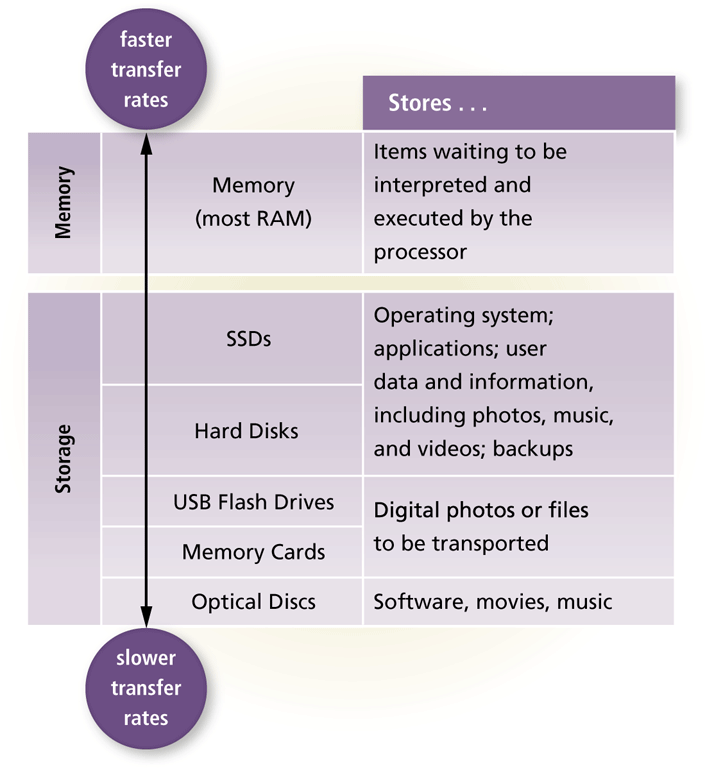 faster
transfer
rates
Stores . . .
Memory
Memory
(most RAM)
Items waiting to be
interpreted and
executed by the
processor
Storage
SSDs
Hard Disks
Operating system;
applications; user
data and information,
including photos, music,
and videos; backups
USB Flash Drives
Memory Cards
Digital photos or files
to be transported
Optical Discs
Software, movies, music
slower
transfer
rates